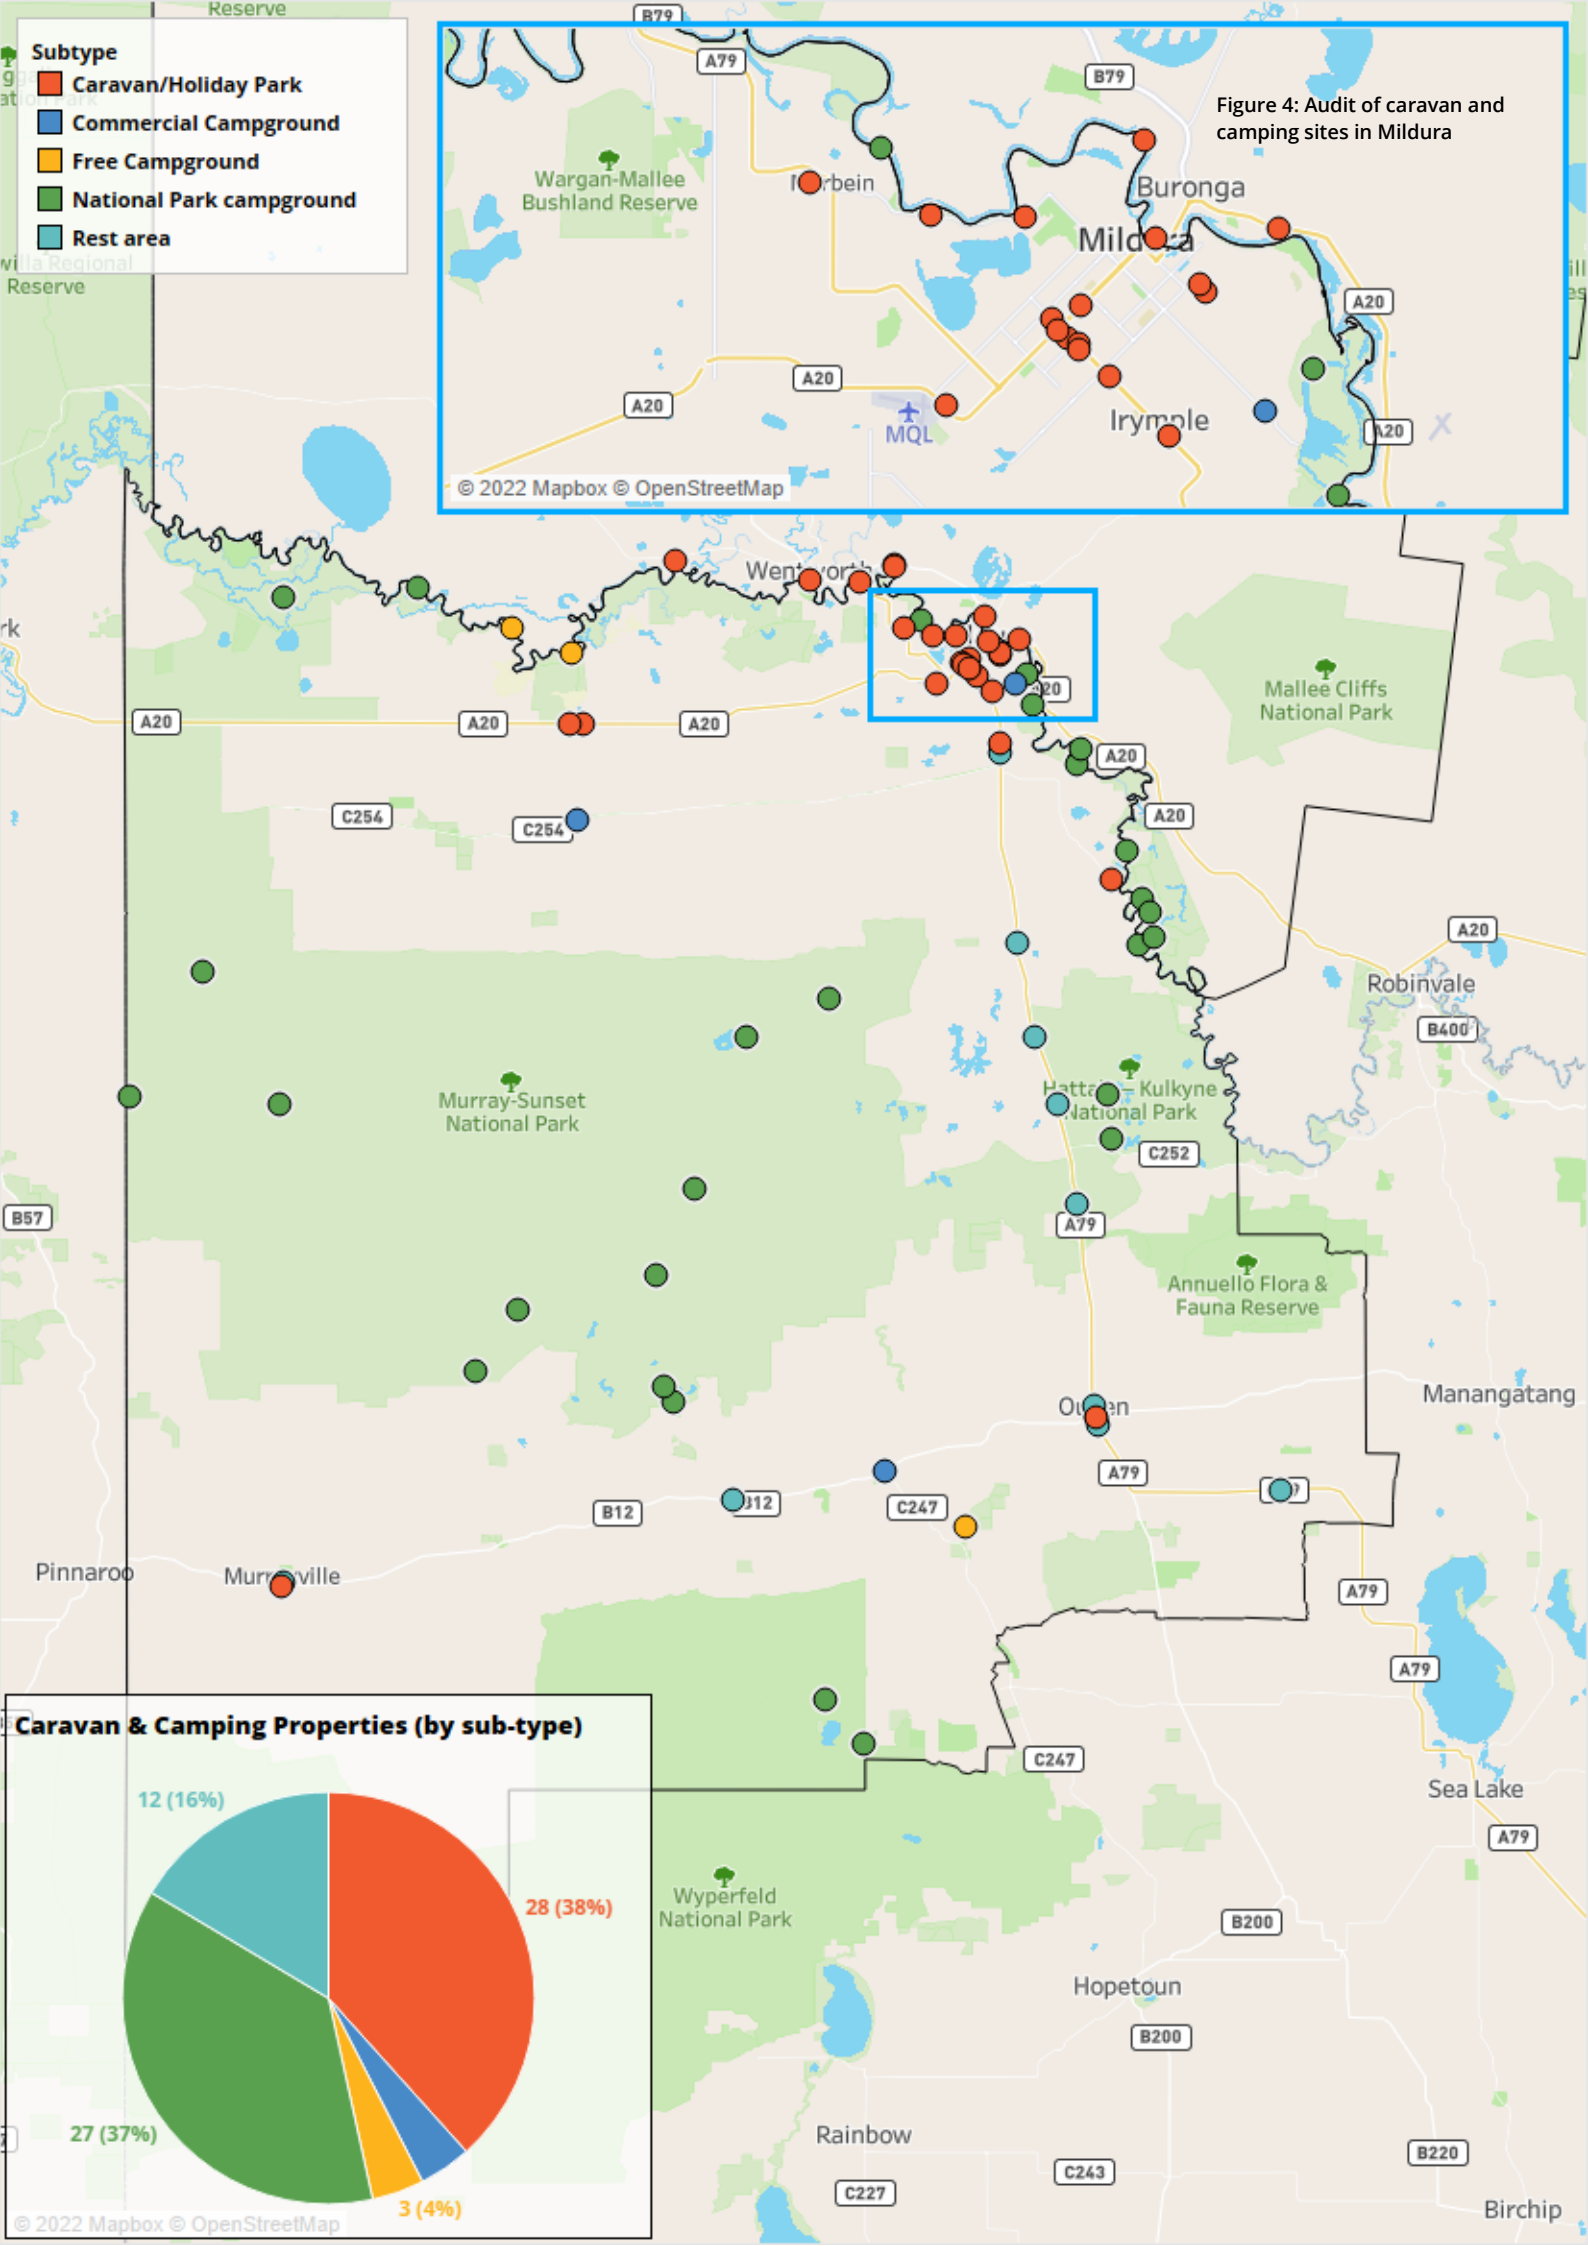 Reserve
Subtype
Caravan/Holiday Park
Commercial Campground
Free Campground
National Park campground
Rest area
Reserve
B79
A79
B79
Figure 4: Audit of caravan and
camping sites in Mildura
Wargan-Mallee
Bushland Reserve
Buronga
A20
A20
A20
MQL
A20
© 2022 Mapbox © OpenStreetMap
Mallee Cliffs
National Park
A20
A20
A20
A20
A20
C254
C254
A20
Robinvale
B400
Murray-Sunset
National Park
National Park
C252
B57
A79
Annuello Flora &
Fauna Reserve
Manangatang
A79
B12
C247
Pinnaroo
A79
A79
Caravan & Camping Properties (by sub-type)
12 (16%)
28 (38%)
27 (37%)
3 (4%)
© 2022 Mapbox © OpenStreetMap
C247
Sea Lake
A79
Wyperfeld
National Park
B200
Hopetoun
B200
Rainbow
B220
C243
C227
Birchip